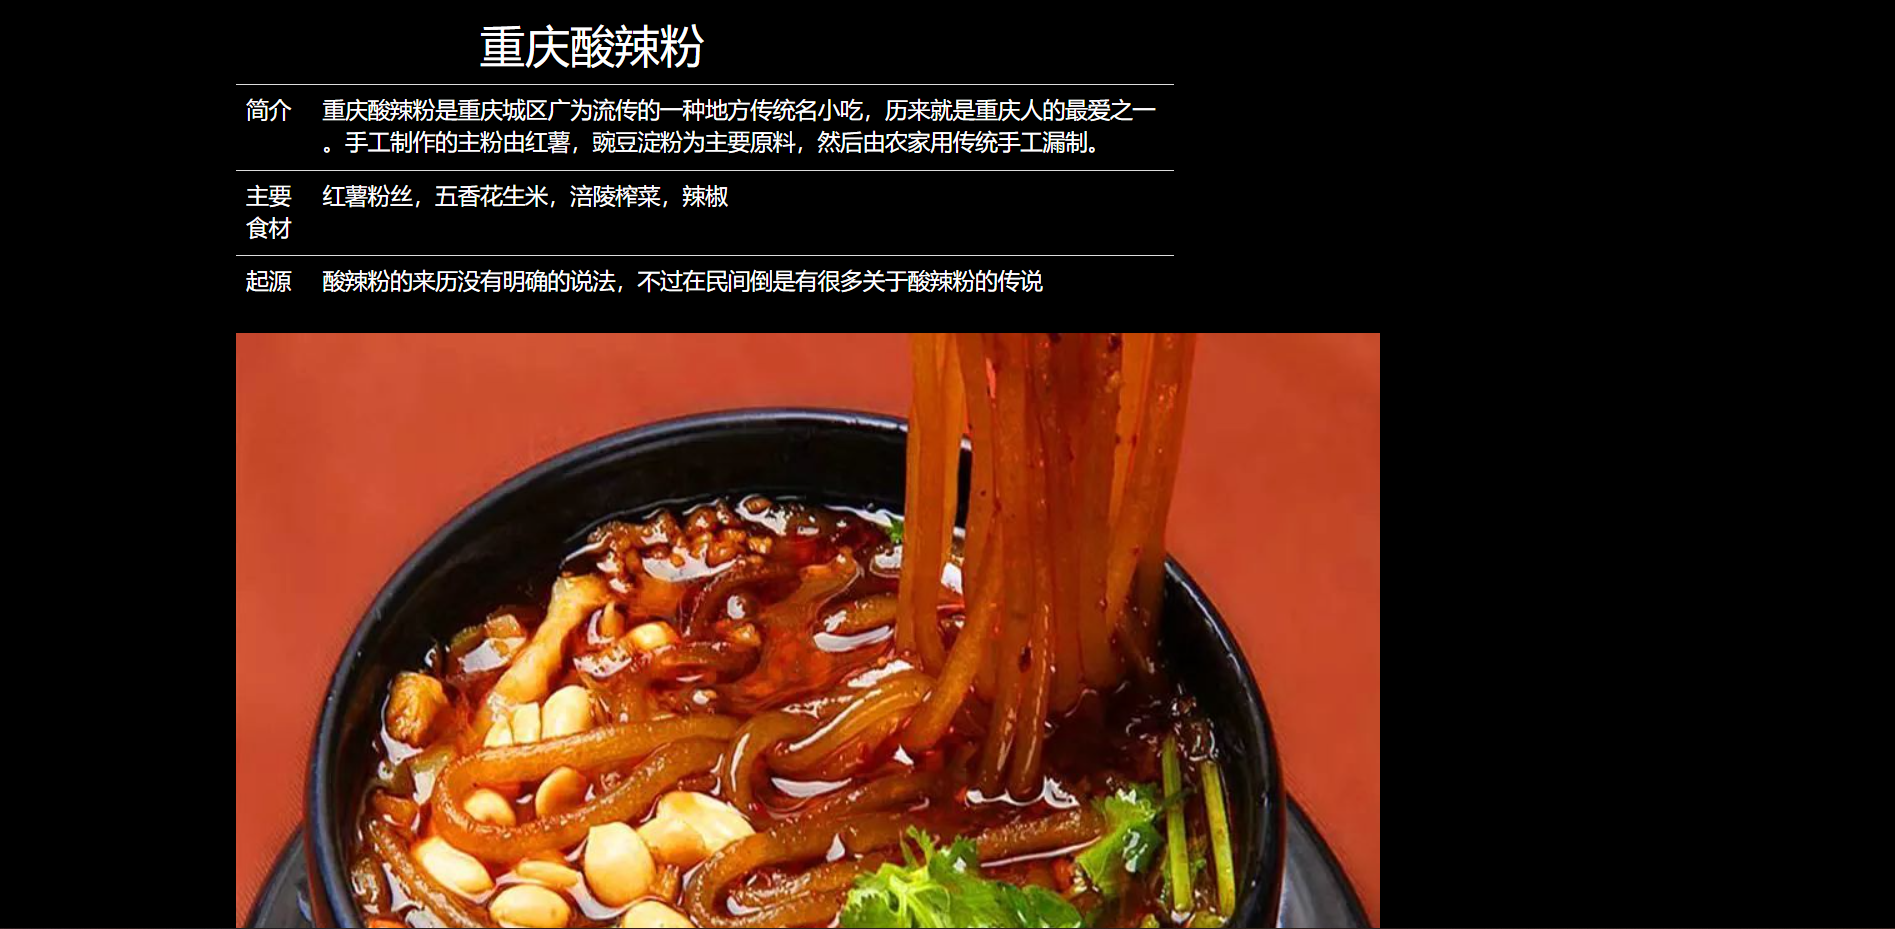 重庆酸辣粉
简介 重庆酸辣粉是重庆城区广为流传的一种地方传统名小吃，历来就是重庆人的最爱之一
。手工制作的主粉由红薯，豌豆淀粉为主要原料，然后由农家用传统手工漏制。
主要 红薯粉丝，五香花生米，涪陵榨菜，辣椒
食材
起源 酸辣粉的来历没有明确的说法，不过在民间倒是有很多关于酸辣粉的传说